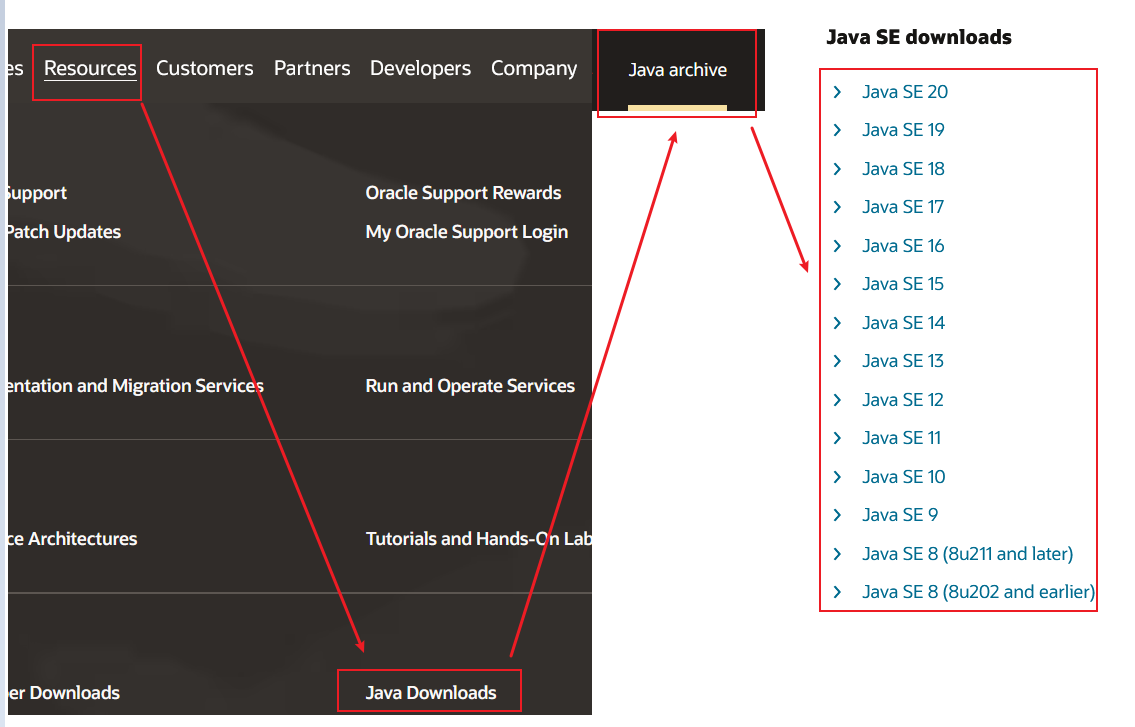 es Resources Customers Partners Developers Company
Java archive
Support
Oracle Support Rewards
Patch Updates
My Oracle Support Login
entation and Migration Services
Run and Operate Services
ce Architectures
Tutorials and Hands-On Lab
er Downloads
Java Downloads
Java SE downloads
Java SE 20
Java SE 19
Java SE 18
Java SE 17
Java SE 16
Java SE 15
Java SE 14
Java SE 13
Java SE 12
Java SE 11
Java SE 10
Java SE 9
Java SE 8 (8u211 and later)
Java SE 8 (8u202 and earlier)